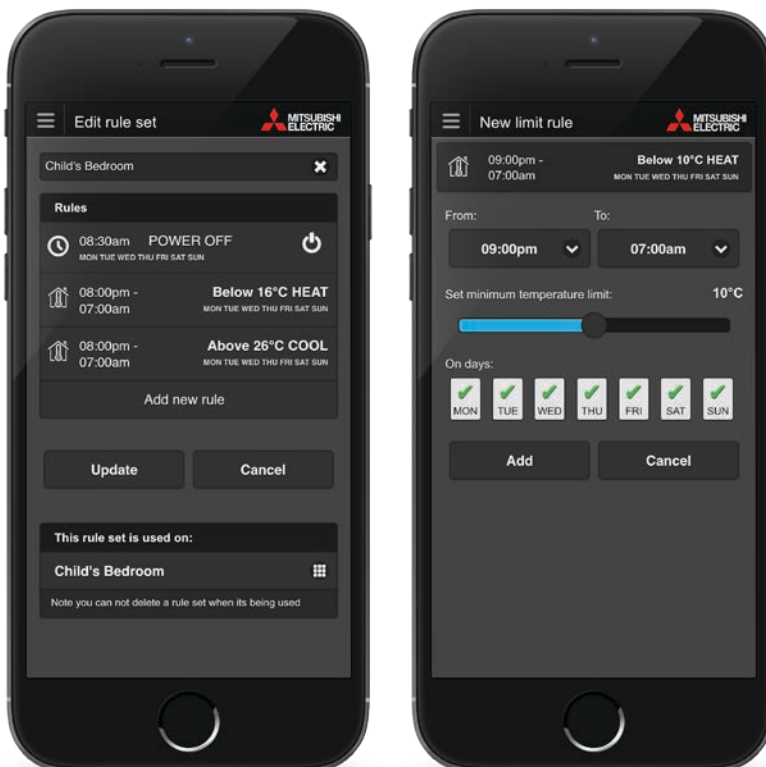 Edit rule set
MITSUBISHI
ELECTRIC
Child's Bedroom
Rules
08:30am POWER OFF
MON TUE WED THU FRI SAT SUN
08:00pm -
07:00am
Below 16°C HEAT
MON TUE WED THU FRI SAT SUN
08:00pm -
07:00am
Above 26°C COOL
MON TUE WED THU FRI SAT SUN
Add new rule
Update
Cancel
This rule set is used on:
Child's Bedroom
Note you can not delete a rule set when its being used
New limit rule
MITSUBISHI
ELECTRIC
09:00pm -
07:00am
Below 10°C HEAT
MON TUE WED THU FRI SAT SUN
From:
To:
09:00pm
07:00am
Set minimum temperature limit:
10°C
On days:
MON
TUE
WED
THU
FRI
SAT
SUN
Add
Cancel